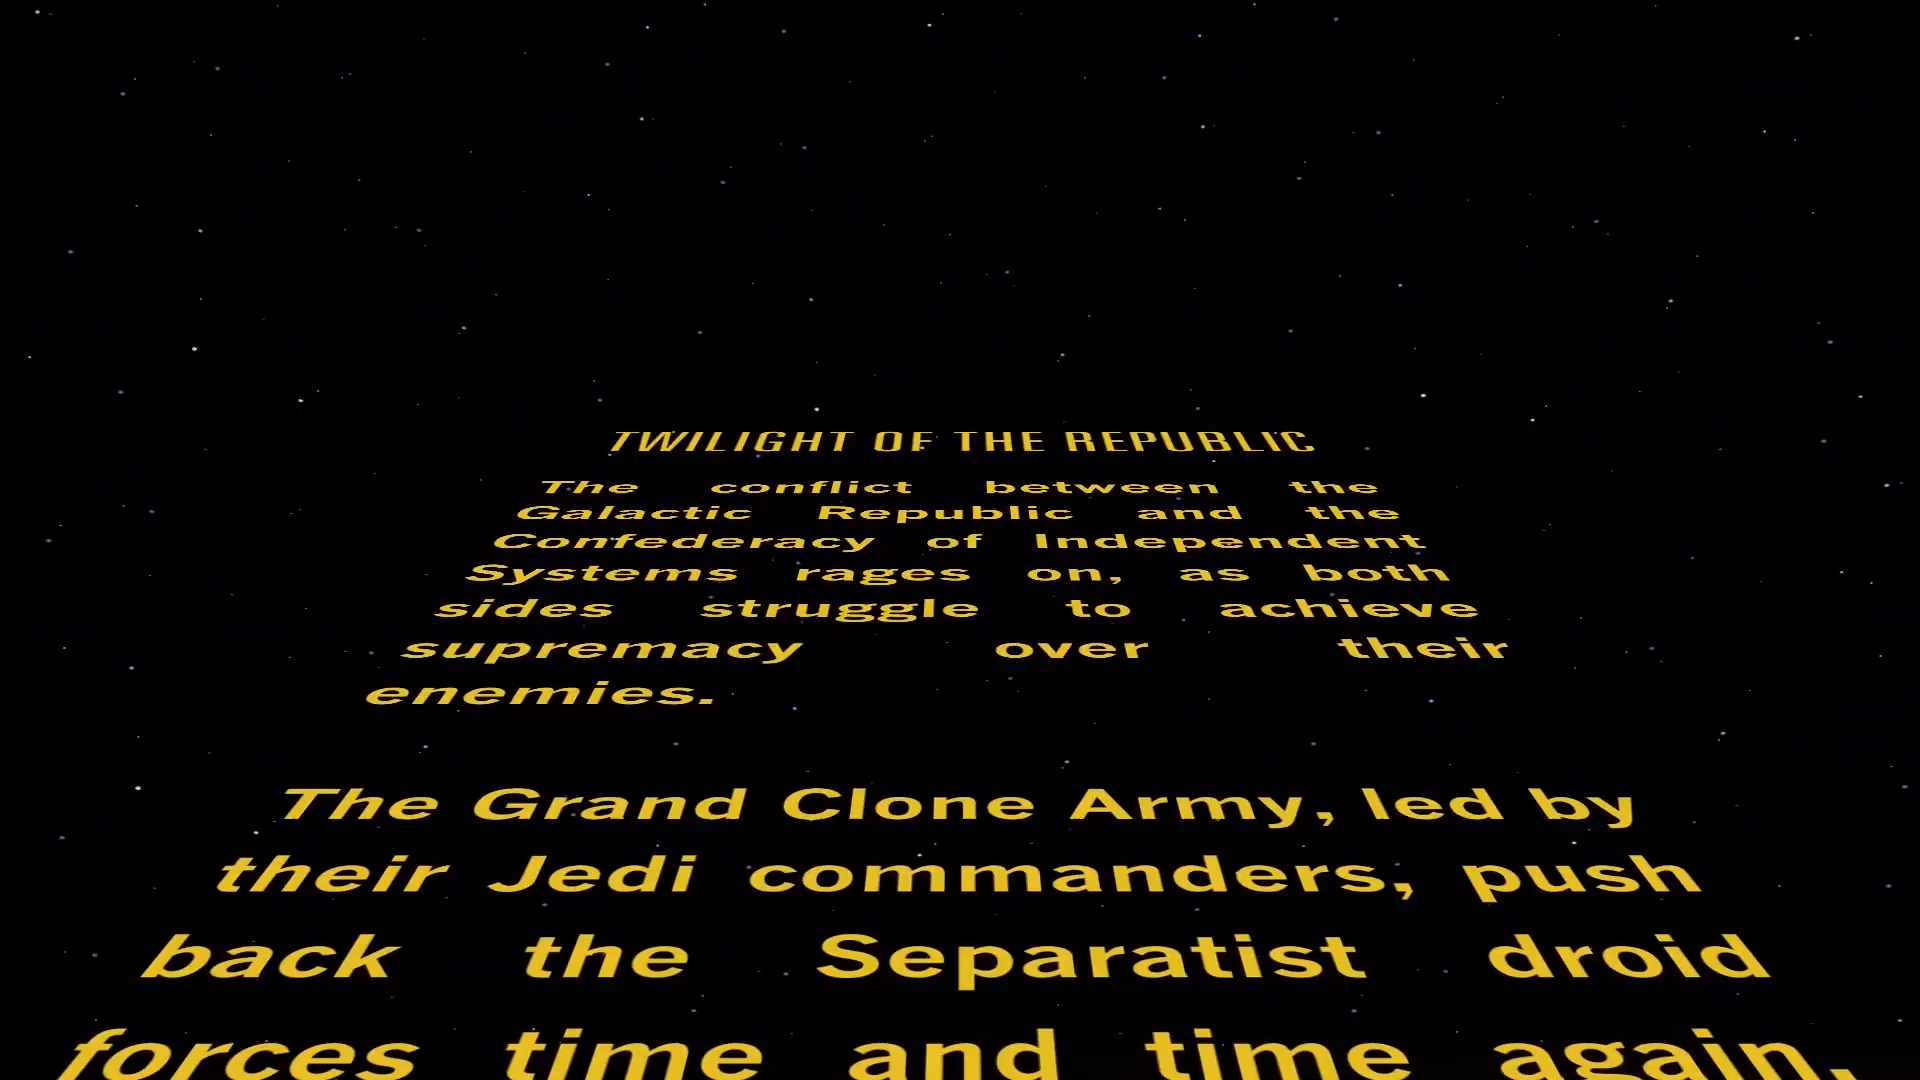 TWILIGHT OF THE REPUBLIC
The conflict between the
Galactic Republic and the
Confederacy of Independent
Systems rages on, as both
sides struggle to achieve
supremacy over their
enemies.
The Grand Clone Army, led by
their Jedi commanders, push
back the Separatist droid
forces time and time again.